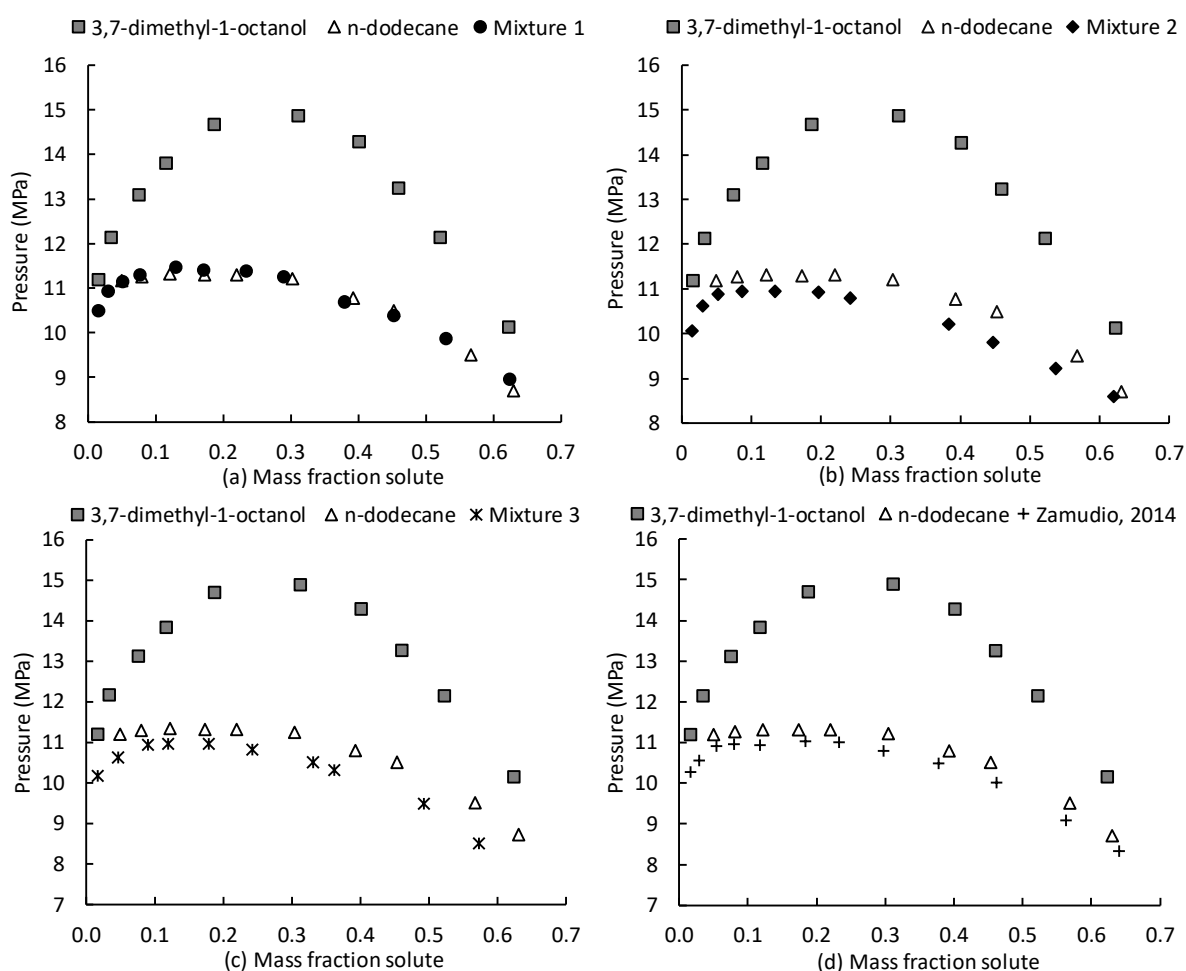 3,7-dimethyl-1-octanol n-dodecane Mixture 1
16
15
14
13
12
11
10
9
8
Pressure (MPa)
0.0 0.1 0.2 0.3 0.4 0.5 0.6 0.7
(a) Mass fraction solute
3,7-dimethyl-1-octanol n-dodecane Mixture 2
16
15
14
13
12
11
10
9
8
Pressure (MPa)
0 0.1 0.2 0.3 0.4 0.5 0.6 0.7
(b) Mass fraction solute
3,7-dimethyl-1-octanol n-dodecane Mixture 3
16
15
14
13
12
11
10
9
8
7
Pressure (MPa)
0.0 0.1 0.2 0.3 0.4 0.5 0.6 0.7
(c) Mass fraction solute
3,7-dimethyl-1-octanol n-dodecane Zamudio, 2014
16
15
14
13
12
11
10
9
8
7
Pressure (MPa)
0.0 0.1 0.2 0.3 0.4 0.5 0.6 0.7
(d) Mass fraction solute